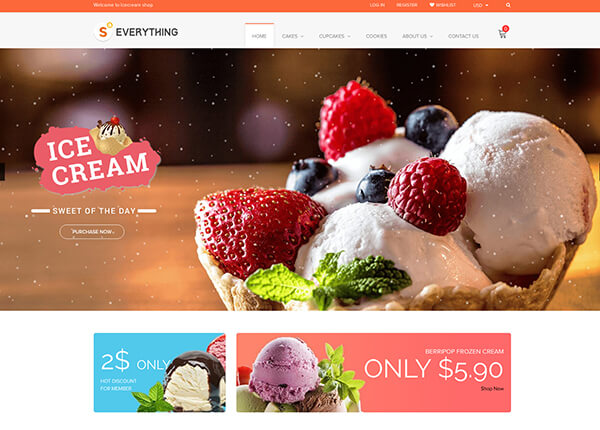 Welcome to Icecream shop
LOG IN
REGISTER
WISHLIST
USD
S
EVERYTHING
HOME
CAKES
CUPCAKES
COOKIES
ABOUT US
CONTACT US
0
ICE
CREAM
SWEET OF THE DAY
PURCHASE NOW
2$ ONLY
HOT DISCOUNT
FOR MEMBER
BERRIPOP FROZEN CREAM
ONLY $5.90
Shop Now